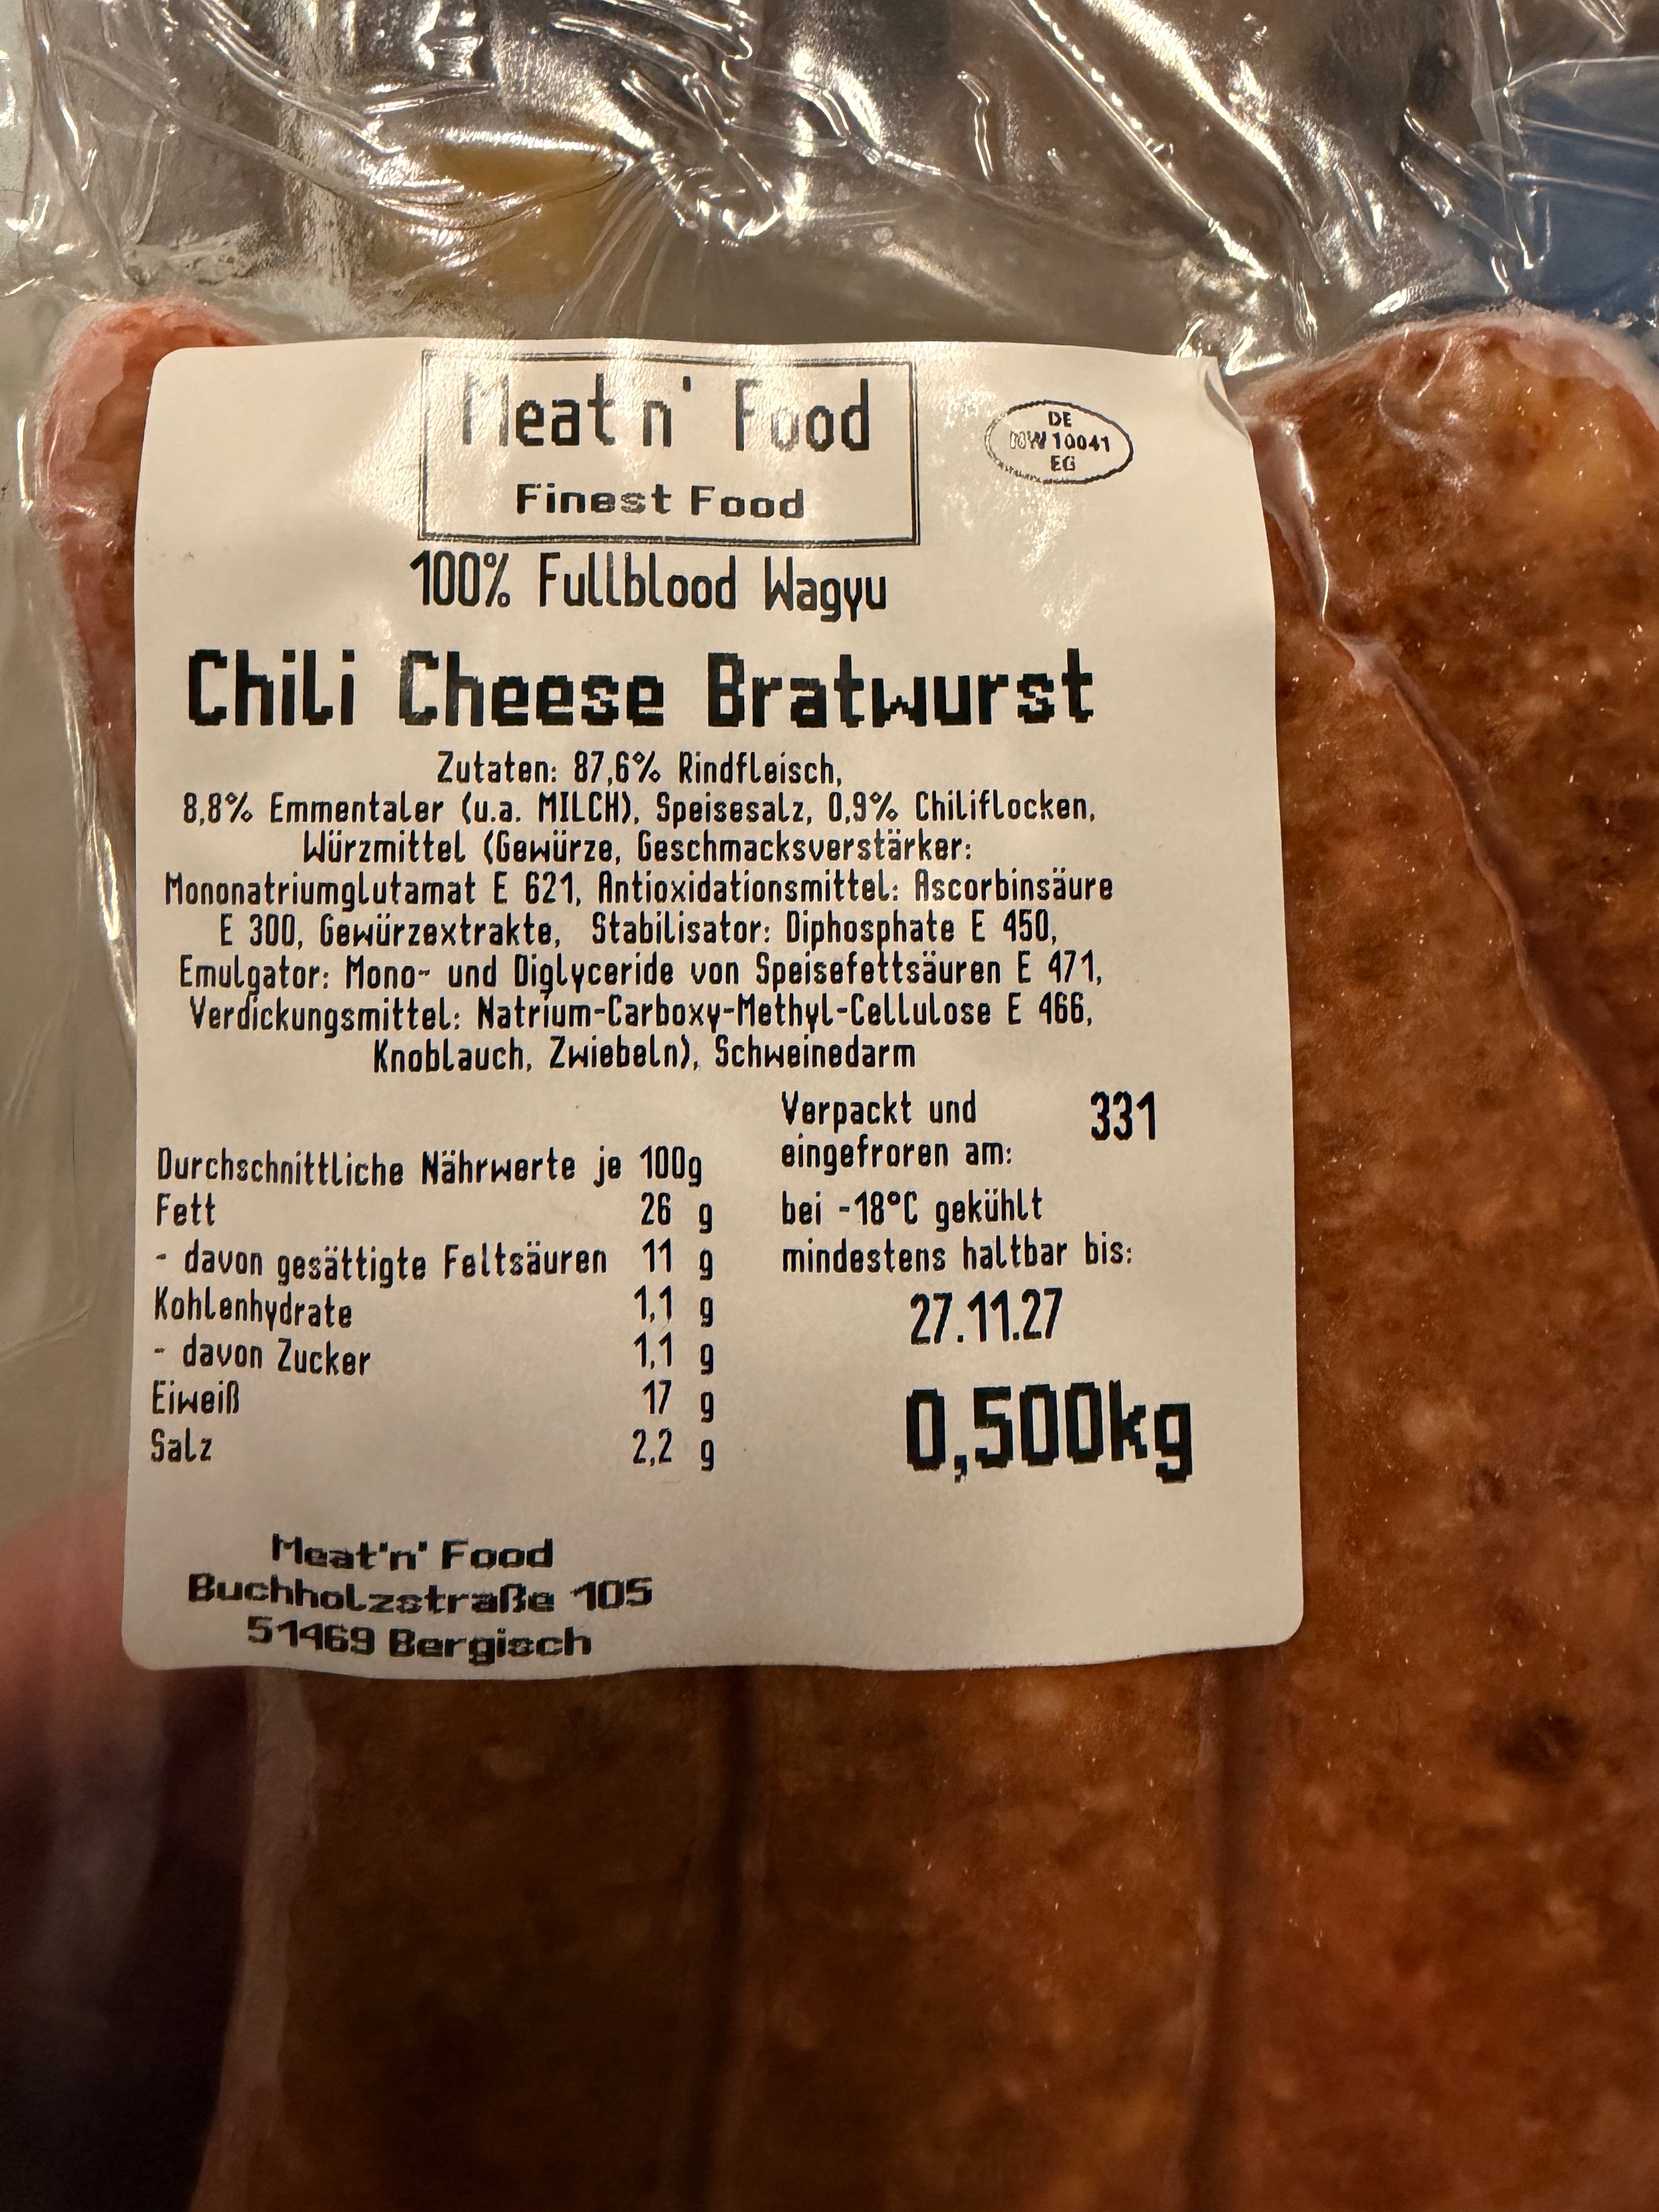 Meat n' Food
Finest Food
DE
NW 10041
EG
100% Fullblood Wagyu
Chili Cheese Bratwurst
Zutaten: 87,6% Rindfleisch,
8,8% Emmentaler (u.a. MILCH), Speisesalz, 0,9% Chiliflocken,
Würzmittel (Gewürze, Geschmacksverstärker:
Mononatriumglutamat E 621, Antioxidationsmittel: Ascorbinsäure
E 300, Gewürzextrakte, Stabilisator: Diphosphate E 450,
Emulgator: Mono- und Diglyceride von Speisefettsäuren E 471,
Verdickungsmittel: Natrium-Carboxy-Methyl-Cellulose E 466,
Knoblauch, Zwiebeln), Schweinedarm
Durchschnittliche Nährwerte je 100g
Fett 26 g
- davon gesättigte Feltsäuren 11 g
Kohlenhydrate 1,1 g
- davon Zucker 1,1 g
Eiweiß 17 g
Salz 2,2 g
Verpackt und 331
eingefroren am:
bei -18°C gekühlt
mindestens haltbar bis:
27.11.27
0,500kg
Meat'n' Food
Buchholzstraße 105
51469 Bergisch